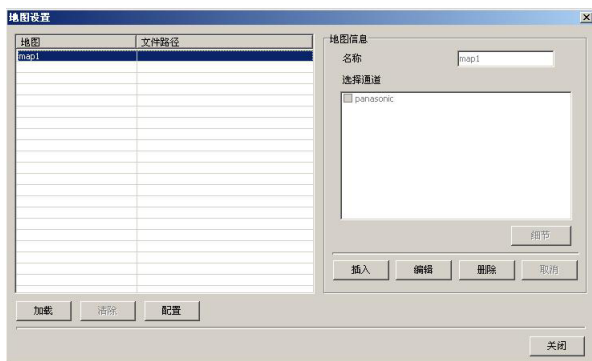 地图设置
地图 文件路径
map1
地图信息
名称 map1
选择通道
panasonic
细节
插入 编辑 删除 取消
加载 清除 配置
关闭